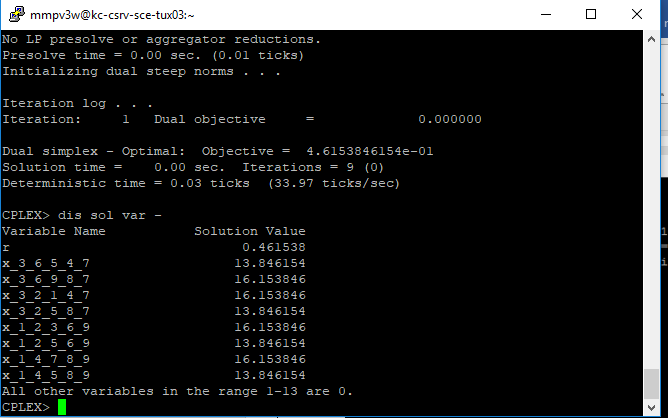 mmpv3w@kc-csrv-sce-tux03:~
No LP presolve or aggregator reductions.
Presolve time = 0.00 sec. (0.01 ticks)
Initializing dual steep norms . . .
Iteration log . . .
Iteration:     1   Dual objective     =             0.000000
Dual simplex - Optimal:  Objective =  4.6153846154e-01
Solution time =    0.00 sec.  Iterations = 9 (0)
Deterministic time = 0.03 ticks  (33.97 ticks/sec)
CPLEX> dis sol var -
Variable Name           Solution Value
r                             0.461538
x_3_6_5_4_7                  13.846154
x_3_6_9_8_7                  16.153846
x_3_2_1_4_7                  16.153846
x_3_2_5_8_7                  13.846154
x_1_2_3_6_9                  16.153846
x_1_2_5_6_9                  13.846154
x_1_4_7_8_9                  16.153846
x_1_4_5_8_9                  13.846154
All other variables in the range 1-13 are 0.
CPLEX>